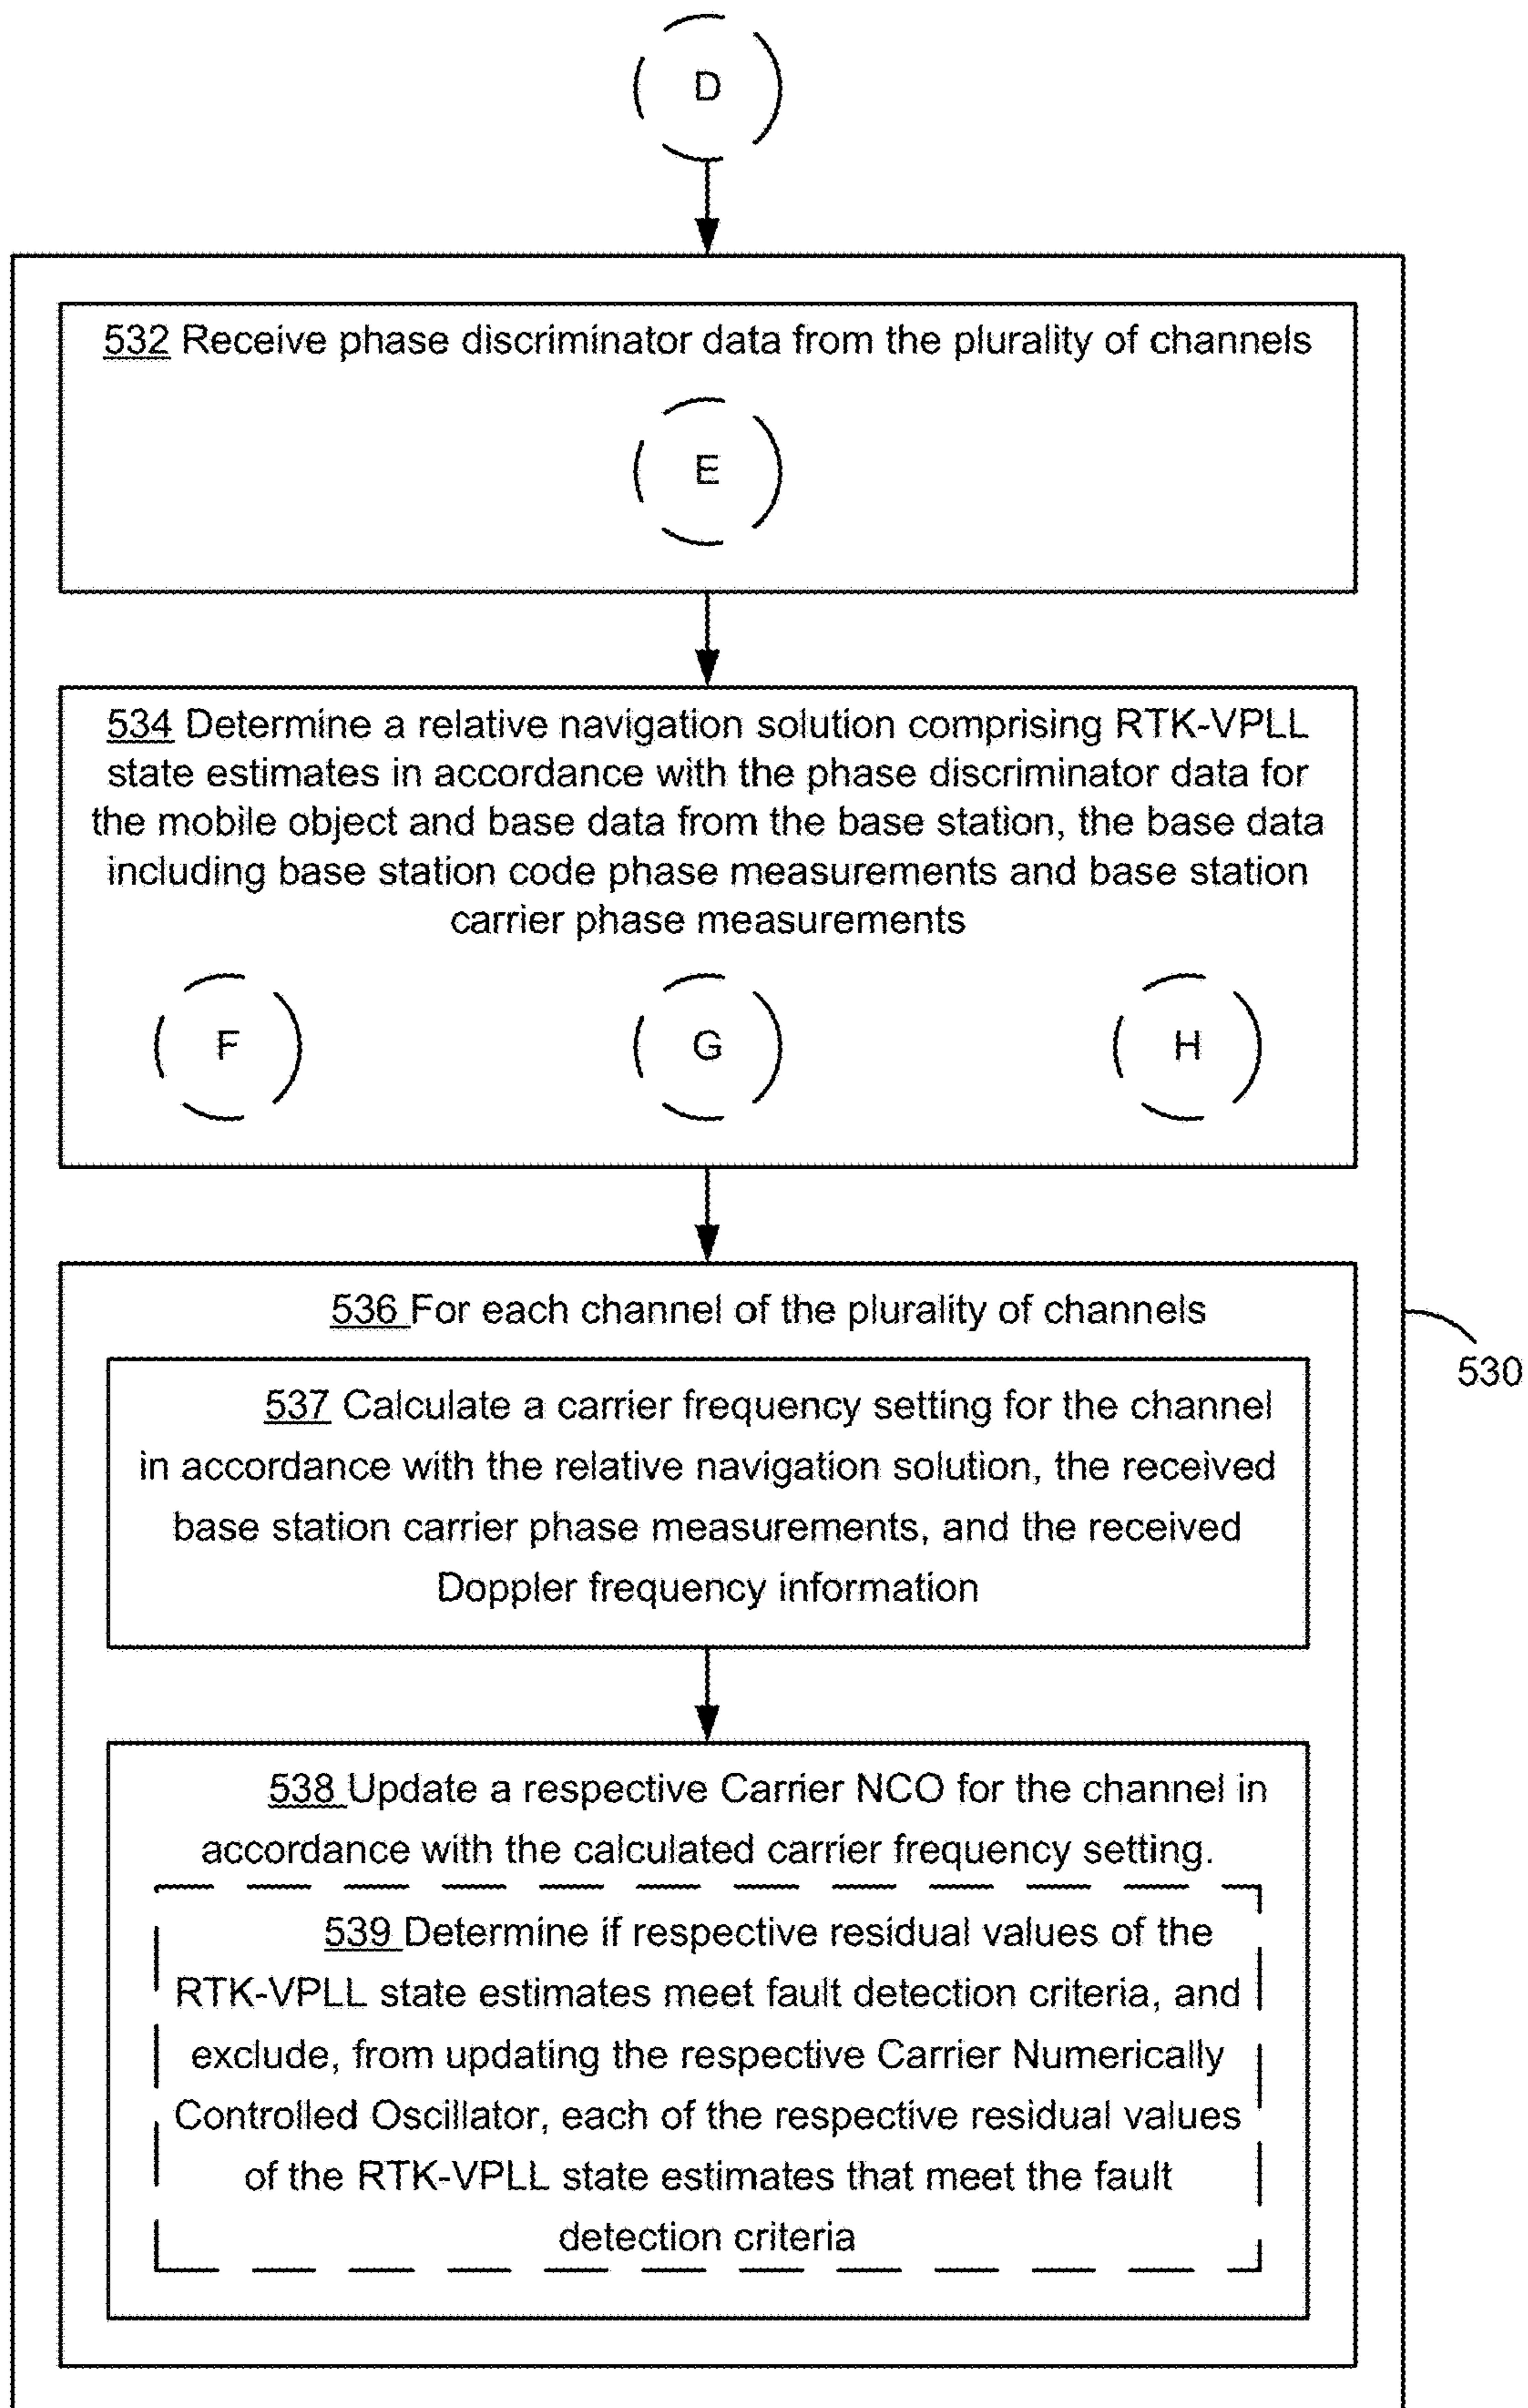 D
532 Receive phase discriminator data from the plurality of channels
E
534 Determine a relative navigation solution comprising RTK-VPLL
state estimates in accordance with the phase discriminator data for
the mobile object and base data from the base station, the base data
including base station code phase measurements and base station
carrier phase measurements
F
G
H
536 For each channel of the plurality of channels
530
537 Calculate a carrier frequency setting for the channel
in accordance with the relative navigation solution, the received
base station carrier phase measurements, and the received
Doppler frequency information
538 Update a respective Carrier NCO for the channel in
accordance with the calculated carrier frequency setting.
539 Determine if respective residual values of the
RTK-VPLL state estimates meet fault detection criteria, and
exclude, from updating the respective Carrier Numerically
Controlled Oscillator, each of the respective residual values
of the RTK-VPLL state estimates that meet the fault
detection criteria